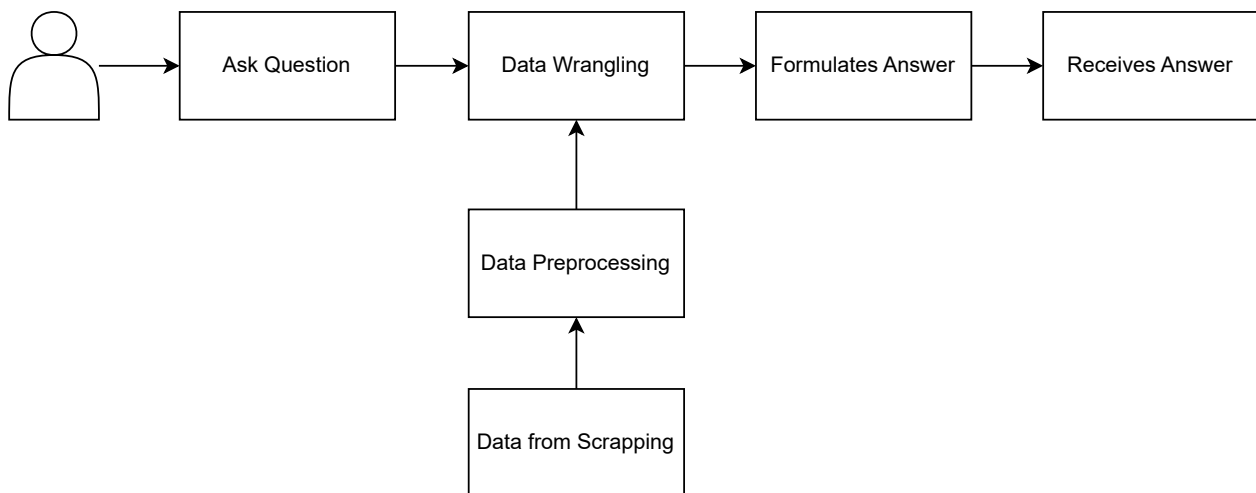 Ask Question
Data Wrangling
Formulates Answer
Receives Answer
Data Preprocessing
Data from Scrapping